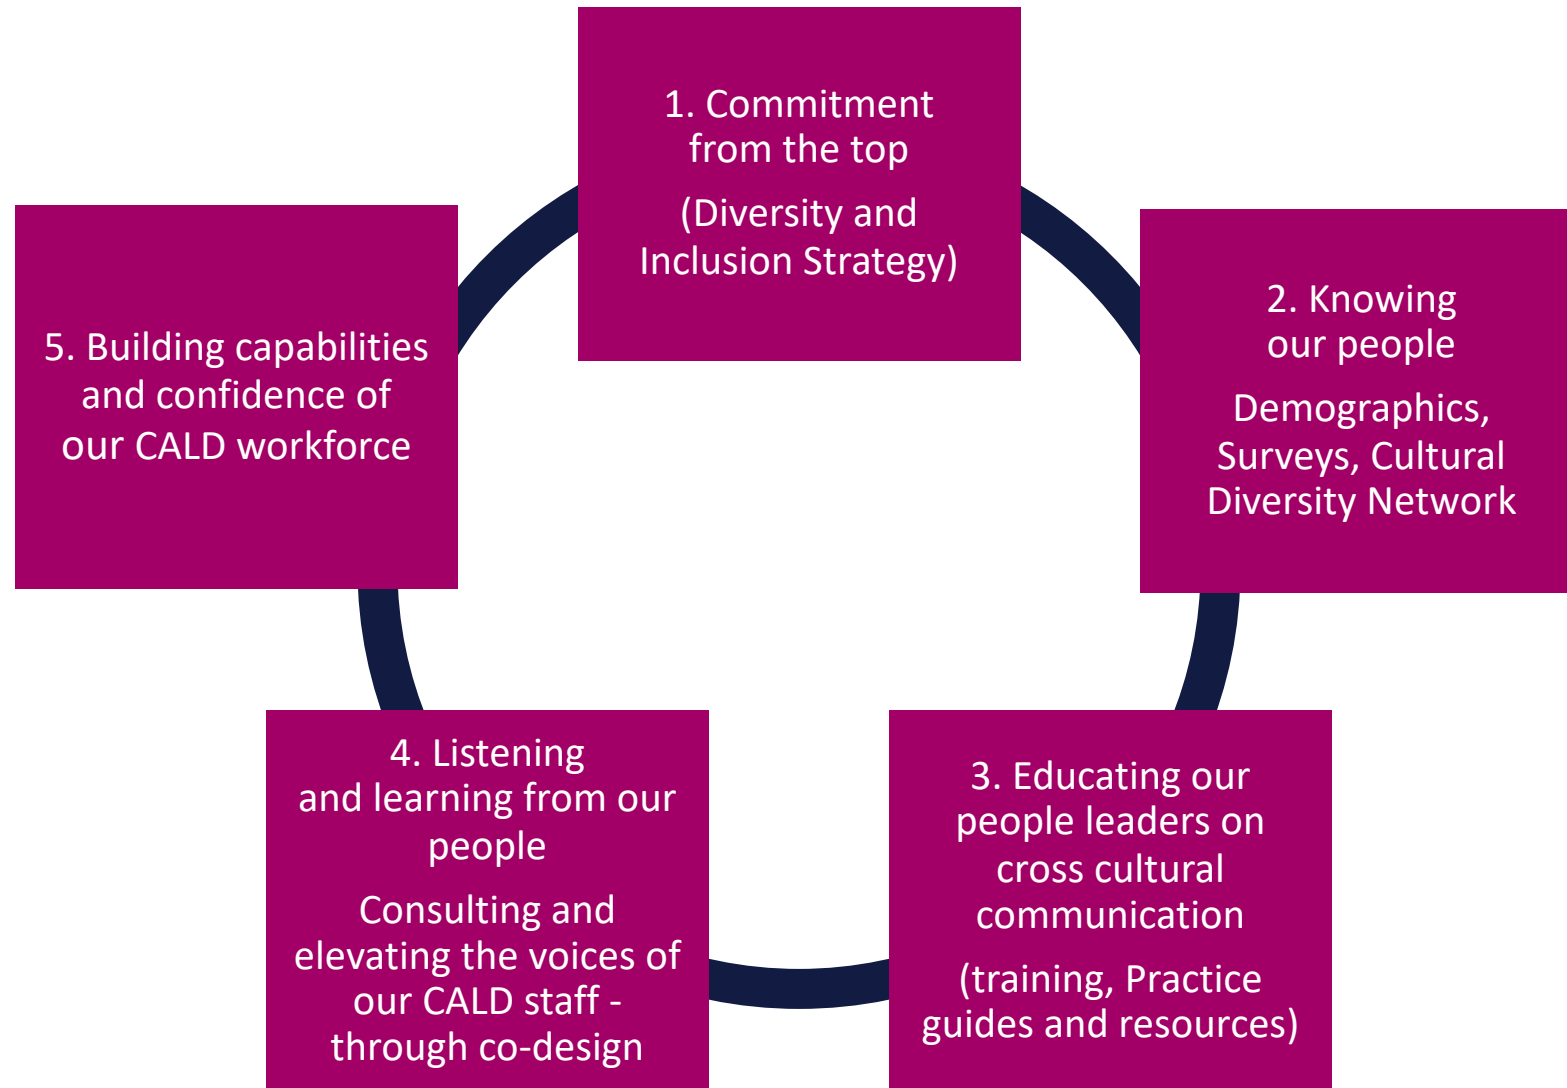 1. Commitment
from the top
(Diversity and
Inclusion Strategy)
2. Knowing
our people
Demographics,
Surveys, Cultural
Diversity Network
3. Educating our
people leaders on
cross cultural
communication
(training, Practice
guides and resources)
4. Listening
and learning from our
people
Consulting and
elevating the voices of
our CALD staff -
through co-design
5. Building capabilities
and confidence of
our CALD workforce